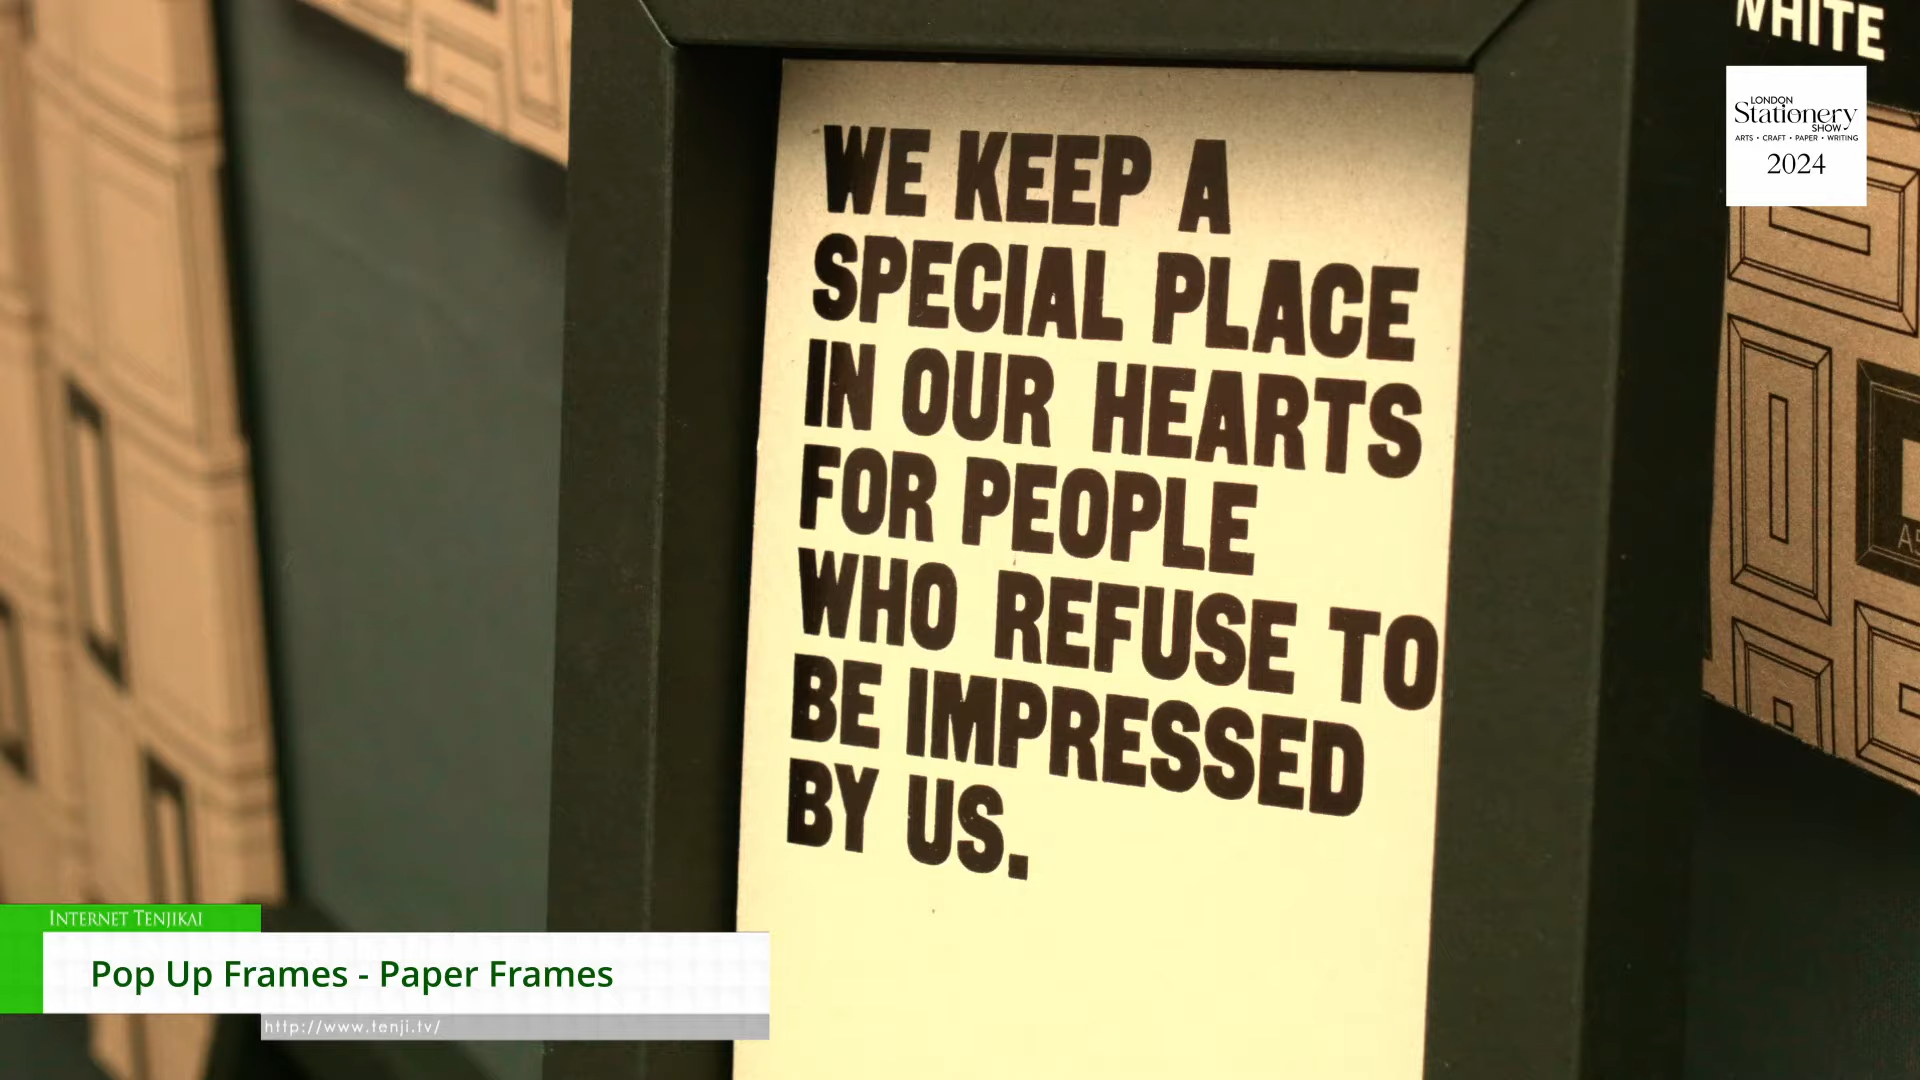 WHITE
LONDON
Stationery
SHOW
ARTS • CRAFT • PAPER • WRITING
2024
WE KEEP A
SPECIAL PLACE
IN OUR HEARTS
FOR PEOPLE
WHO REFUSE TO
BE IMPRESSED
BY US.
A5
INTERNET TENJIKAI
Pop Up Frames - Paper Frames
http://www.tenji.tv/